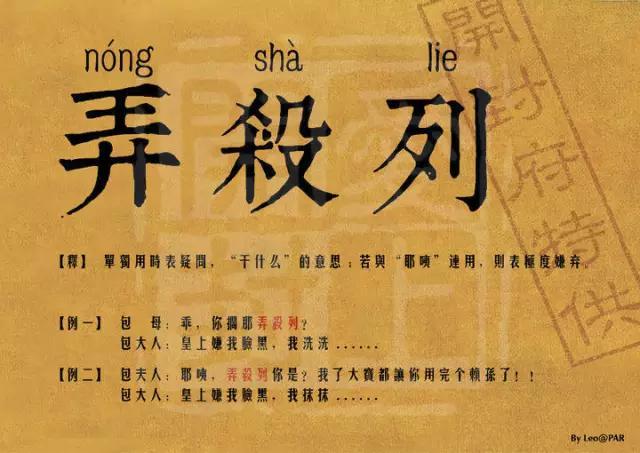 nóng shà lie
弄殺列
開封府特供
【釋】 單獨用時表疑問，“干什么”的意思；若與“耶咦”連用，則表極度嫌弃。
【例一】 包　母：乖，你擱那弄殺列？
包大人：皇上嫌我臉黑，我洗洗......
【例二】 包夫人：耶咦，弄殺列你是？我了大寶都讓你用完个賴孫了！！
包大人：皇上嫌我臉黑，我抹抹......
By Leo@PAR